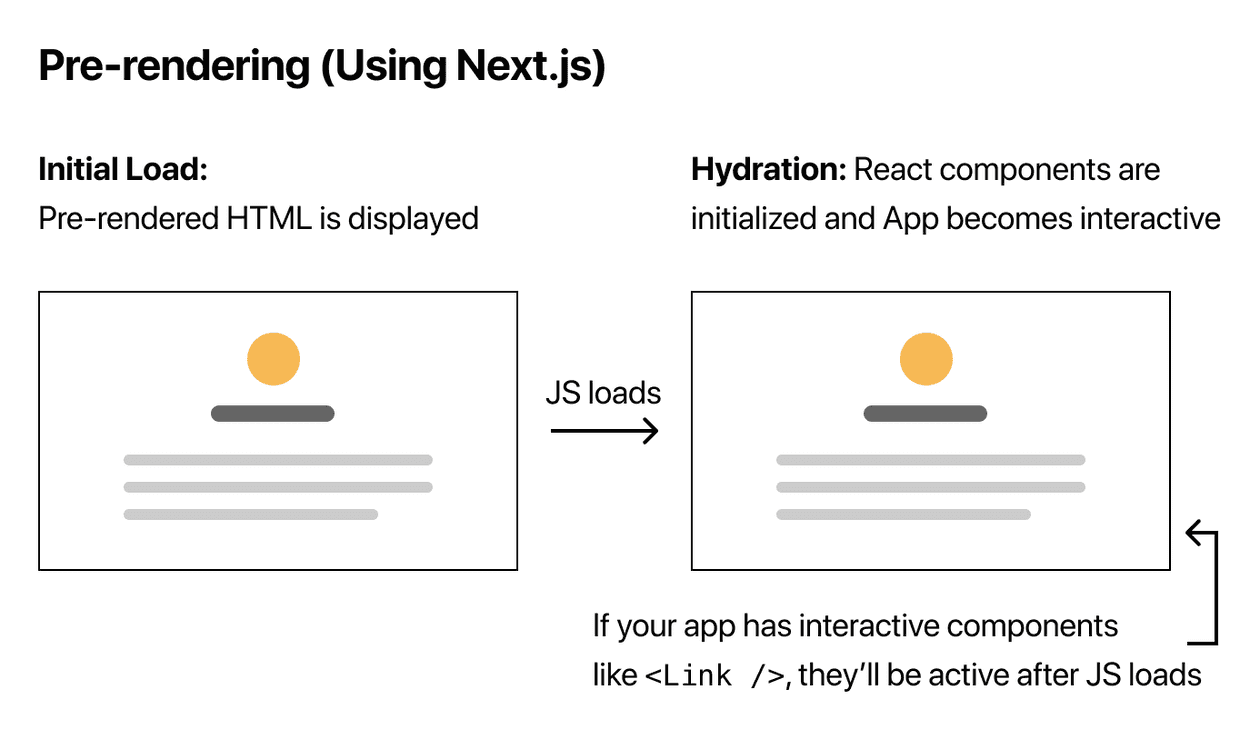 Pre-rendering (Using Next.js)
Initial Load:
Pre-rendered HTML is displayed
Hydration: React components are
initialized and App becomes interactive
JS loads
If your app has interactive components
like <Link />, they’ll be active after JS loads